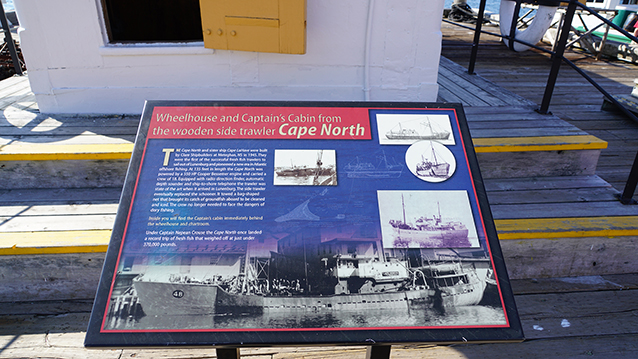 Wheelhouse and Captain's Cabin from
the wooden side trawler Cape North
THE Cape North and sister ship Cape LaHave were built
by Clare Shipbuilders at Meteghan, NS in 1945. They
were the first of the successful fresh fish trawlers to
sail out of Lunenburg and pioneered a new era in Atlantic
offshore fishing. At 135 feet in length the Cape North was
powered by a 550 HP Cooper Bessemer engine and carried a
crew of 18. Equipped with radio direction finder, automatic
depth sounder and ship-to-shore telephone the trawler was
state of the art when it arrived in Lunenburg. The side trawler
eventually replaced the schooner. It towed a bag-shaped
net that brought its catch of groundfish aboard to be cleaned
and iced. The crew no longer needed to face the dangers of
dory fishing.
Inside you will find the Captain's cabin immediately behind
the wheelhouse and chartroom.
Under Captain Napean Crouse the Cape North once landed
a record trip of fresh fish that weighed off at just under
370,000 pounds.
48